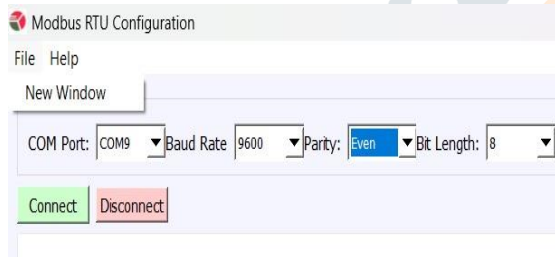 Modbus RTU Configuration
File Help
New Window
COM Port: COM9 Baud Rate 9600 Parity: Even Bit Length: 8
Connect Disconnect